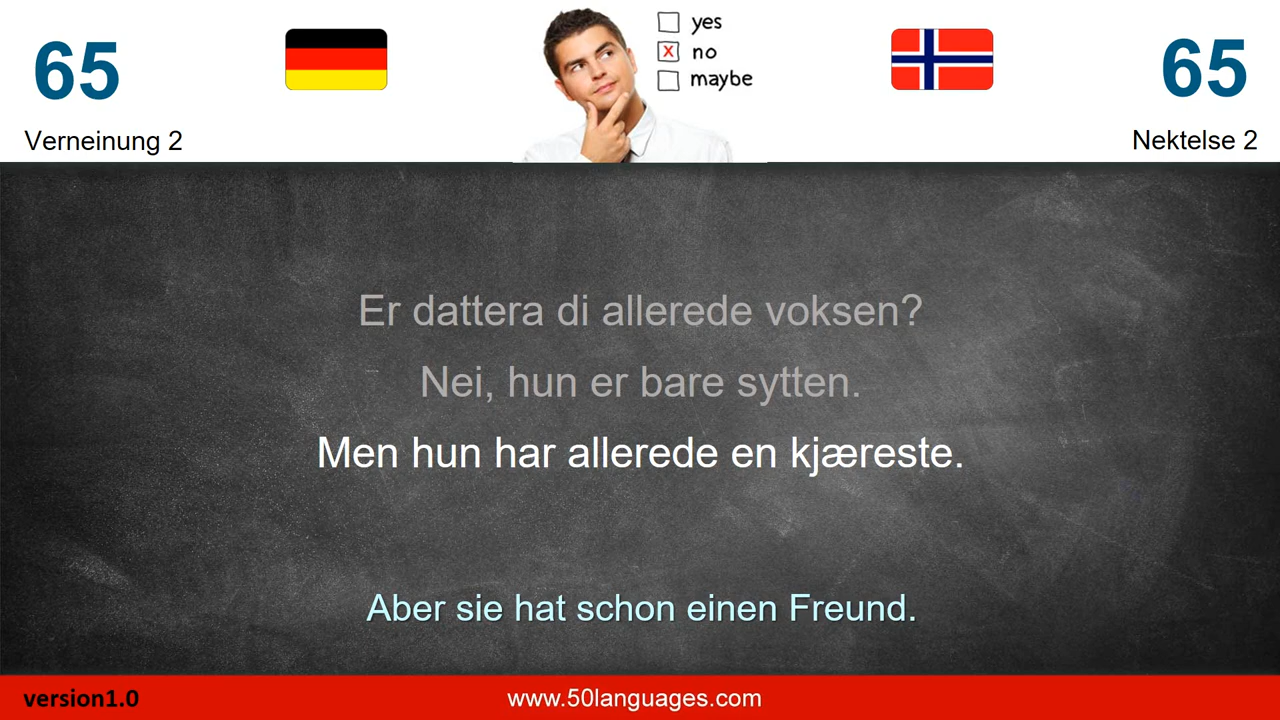 65
yes
no
maybe
65
Verneinung 2
Nektelse 2
Er dattera di allerede voksen?
Nei, hun er bare sytten.
Men hun har allerede en kjæreste.
Aber sie hat schon einen Freund.
version1.0
www.50languages.com